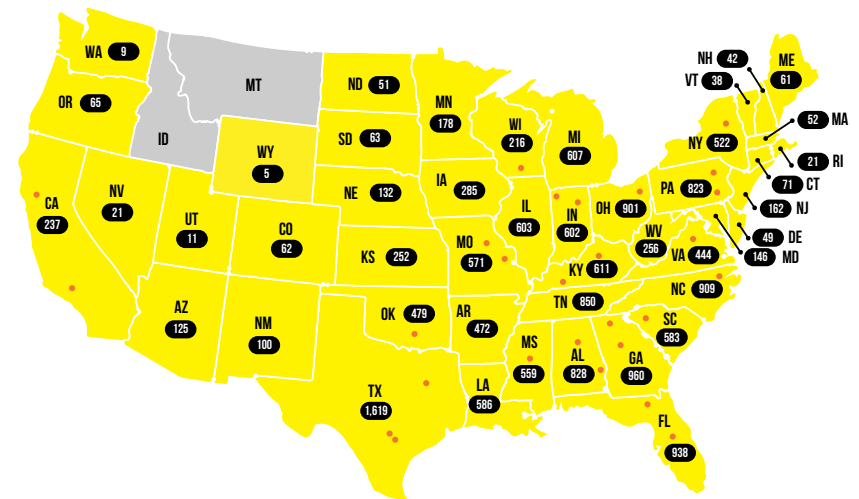 WA 9
OR 65
ID
MT
WY
5
ND 51
SD 63
NE 132
KS 252
MN
178
IA
285
WI
216
MI
607
CA
237
NV
21
UT
11
CO
62
AZ
125
NM
100
OK 479
TX
1,619
MO
571
AR
472
LA
586
IL
603
IN
602
OH 901
KY 611
TN 850
MS
559
AL
828
GA
960
FL
938
SC
583
NC 909
VA 444
WV
256
PA 823
NY 522
NH 42
VT 38
ME
61
52 MA
21 RI
71 CT
162 NJ
49 DE
146 MD